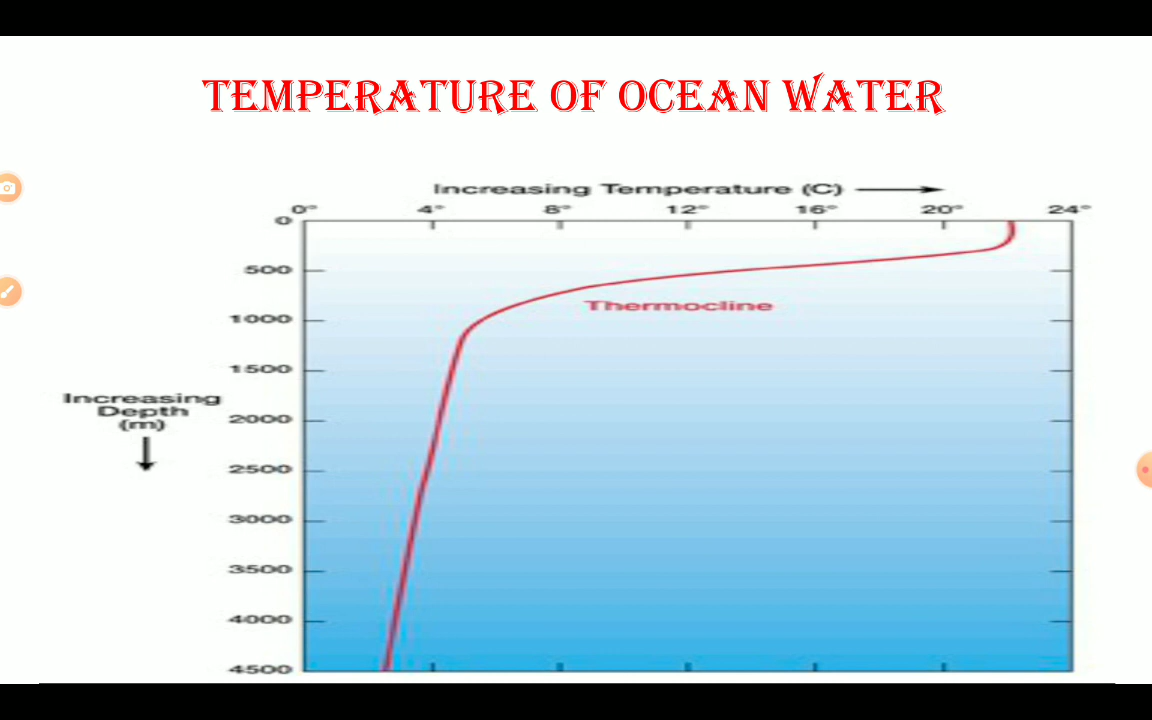 TEMPERATURE OF OCEAN WATER
Increasing Temperature (C)
0° 4° 8° 12° 16° 20° 24°
0
500
Thermocline
1000
1500
Increasing
Depth
(m)
2000
2500
3000
3500
4000
4500